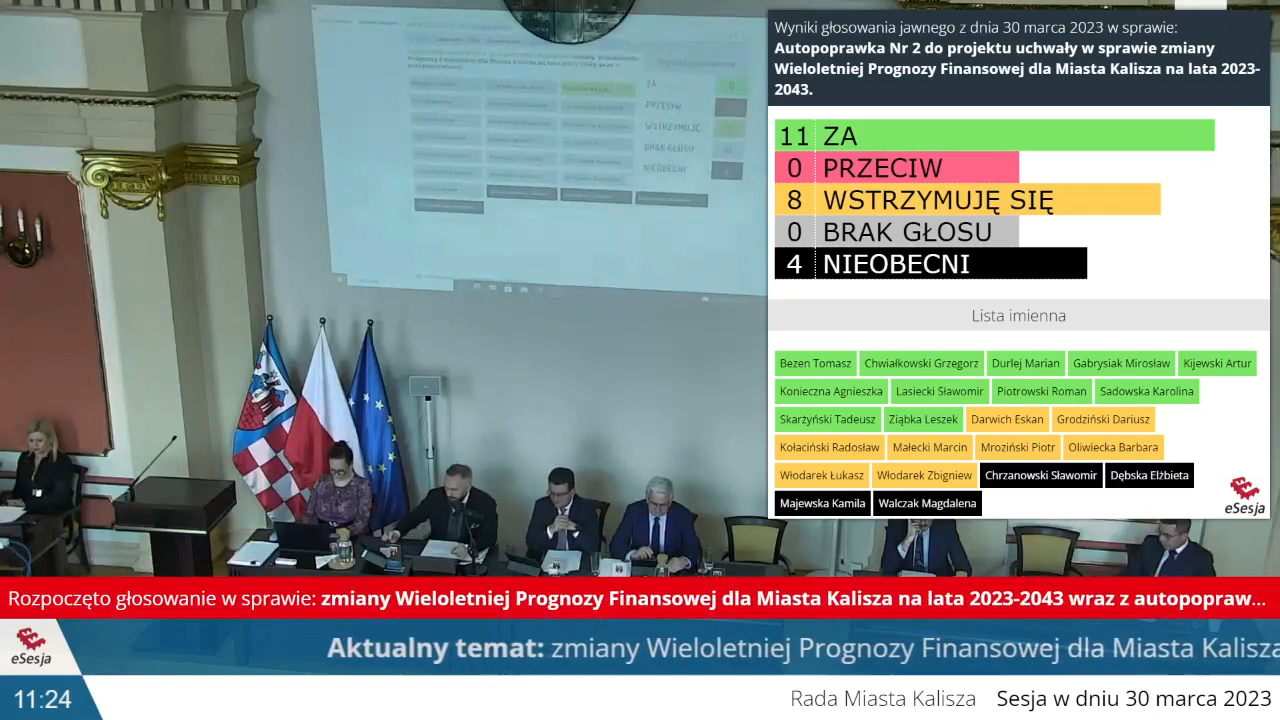 Wyniki głosowania jawnego z dnia 30 marca 2023 w sprawie:
Autopoprawka Nr 2 do projektu uchwały w sprawie zmiany
Wieloletniej Prognozy Finansowej dla Miasta Kalisza na lata 2023-
2043.
11 ZA
0 PRZECIW
8 WSTRZYMUJĘ SIĘ
0 BRAK GŁOSU
4 NIEOBECNI
Lista imienna
Bezen Tomasz Chwiałkowski Grzegorz Durlej Marian Gabrysiak Mirosław Kijewski Artur
Konieczna Agnieszka Lasiecki Sławomir Piotrowski Roman Sadowska Karolina
Skarżyński Tadeusz Ziąbka Leszek Darwich Eskan Grodziński Dariusz
Kołaciński Radosław Małecki Marcin Mroziński Piotr Oliwiecka Barbara
Włodarek Łukasz Włodarek Zbigniew Chrzanowski Sławomir Dębska Elżbieta
Majewska Kamila Walczak Magdalena
eSesja
ZA
PRZECIW
WSTRZYMUJĘ
BRAK GŁOSU
NIEOBECNI
Rozpoczęto głosowanie w sprawie: zmiany Wieloletniej Prognozy Finansowej dla Miasta Kalisza na lata 2023-2043 wraz z autopopraw...
eSesja
Aktualny temat: zmiany Wieloletniej Prognozy Finansowej dla Miasta Kalisza
11:24
Rada Miasta Kalisza Sesja w dniu 30 marca 2023